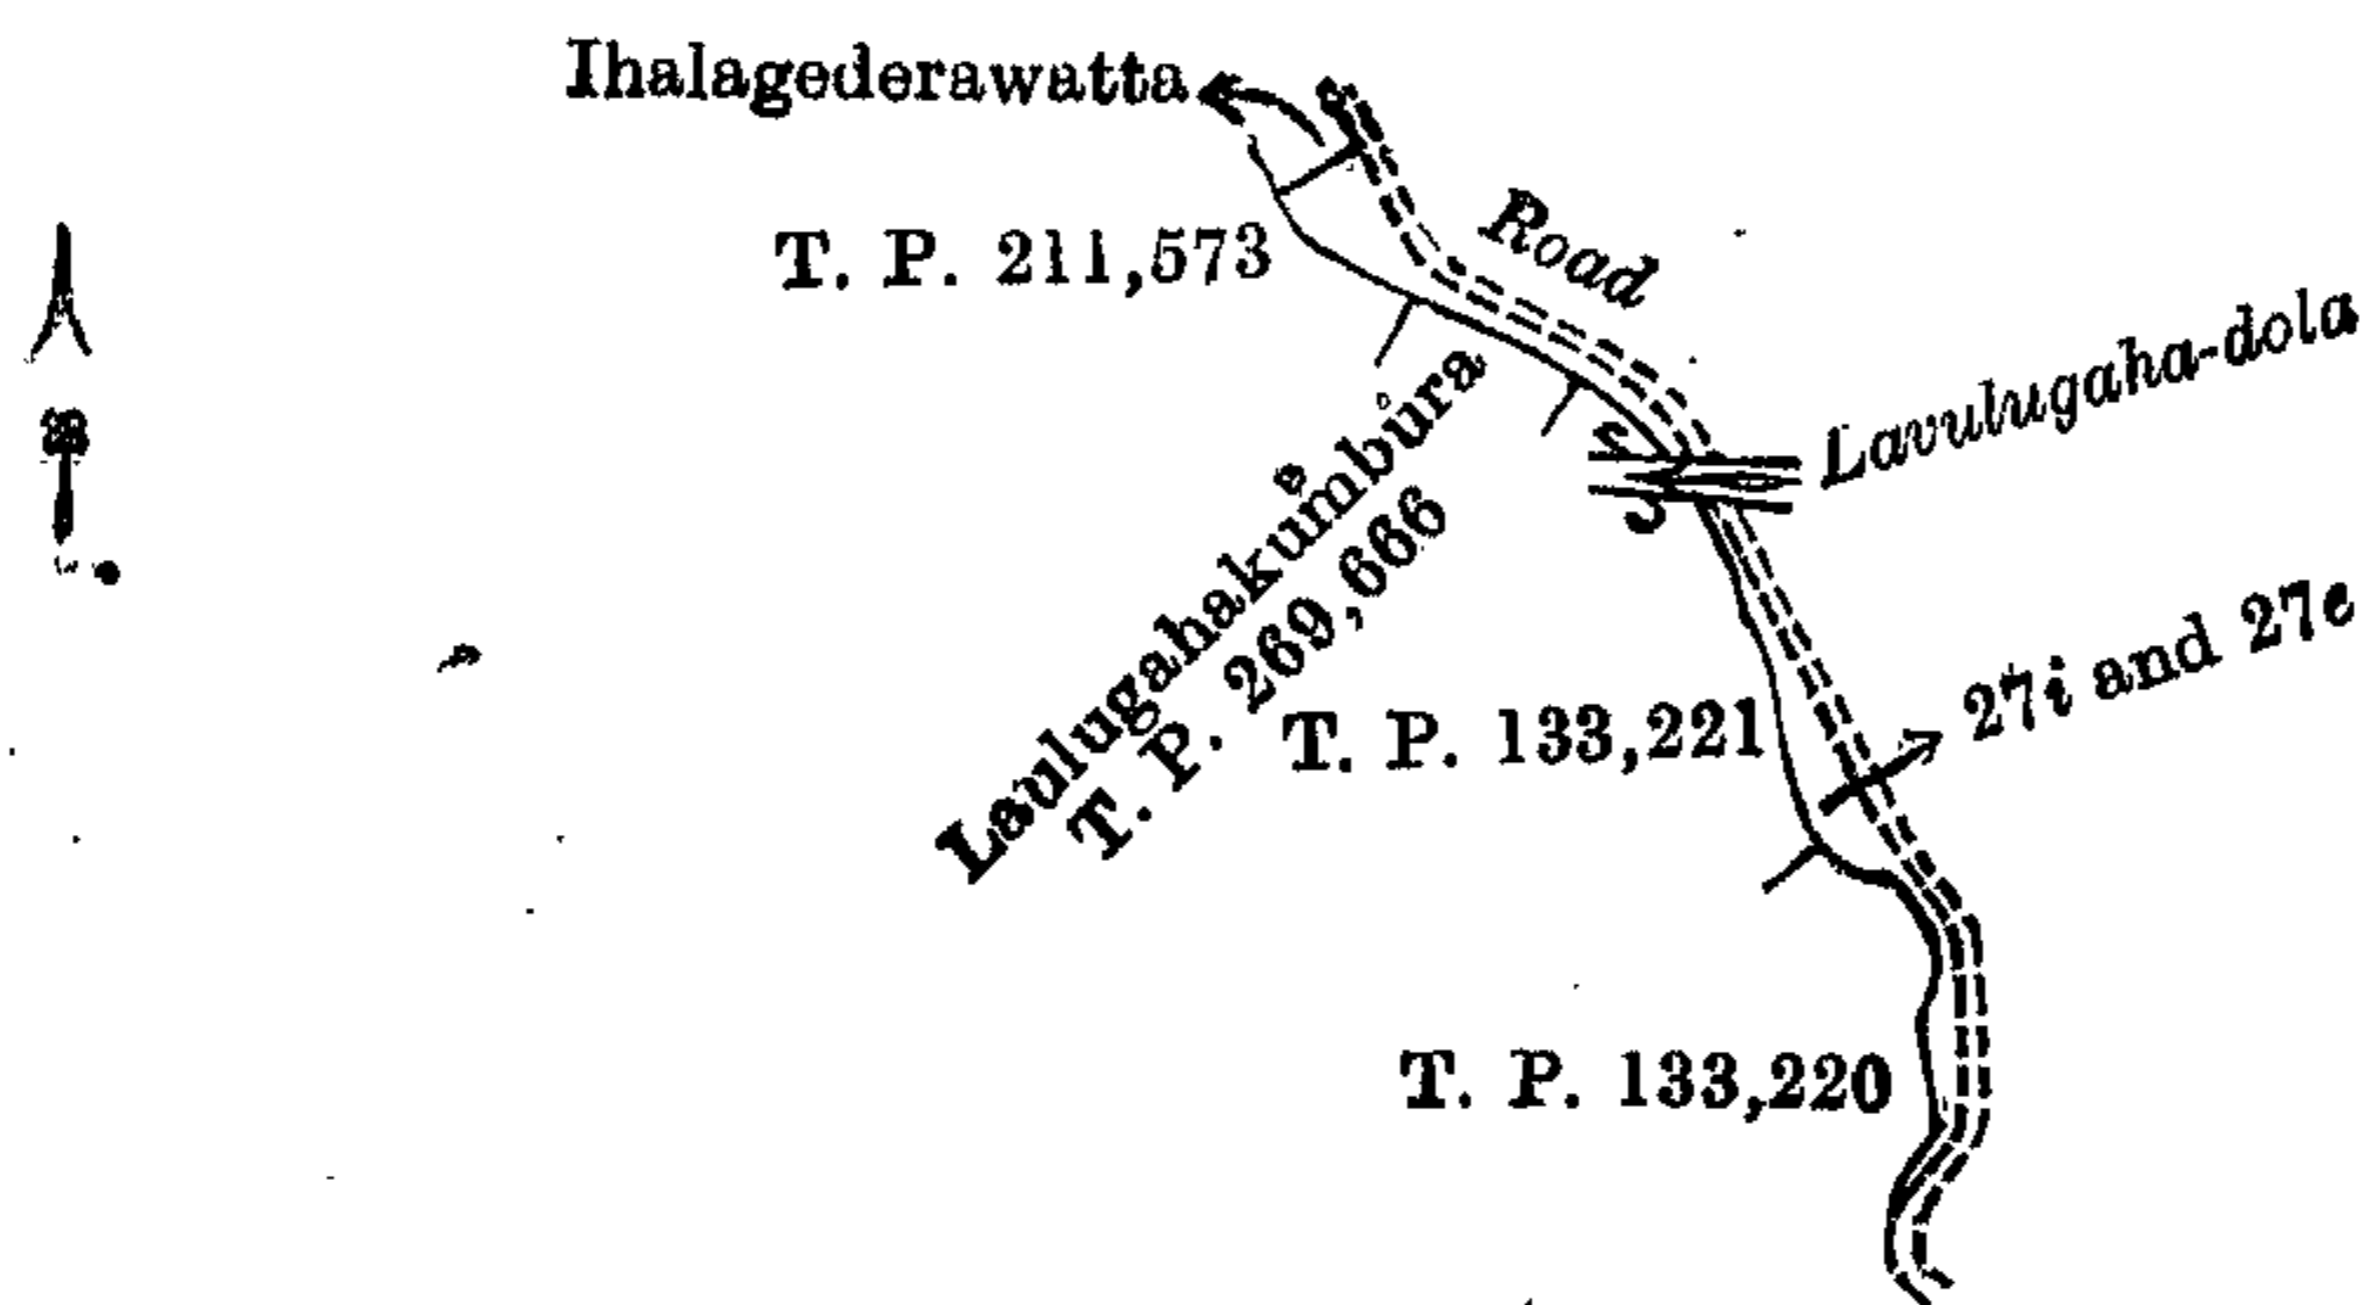 Ihalagederawatta
T. P. 211,573
Road
Lavulugaha-dola
Laulugahakumbura
T. P. 269,666
T. P. 133,221
27i and 27e
T. P. 133,220